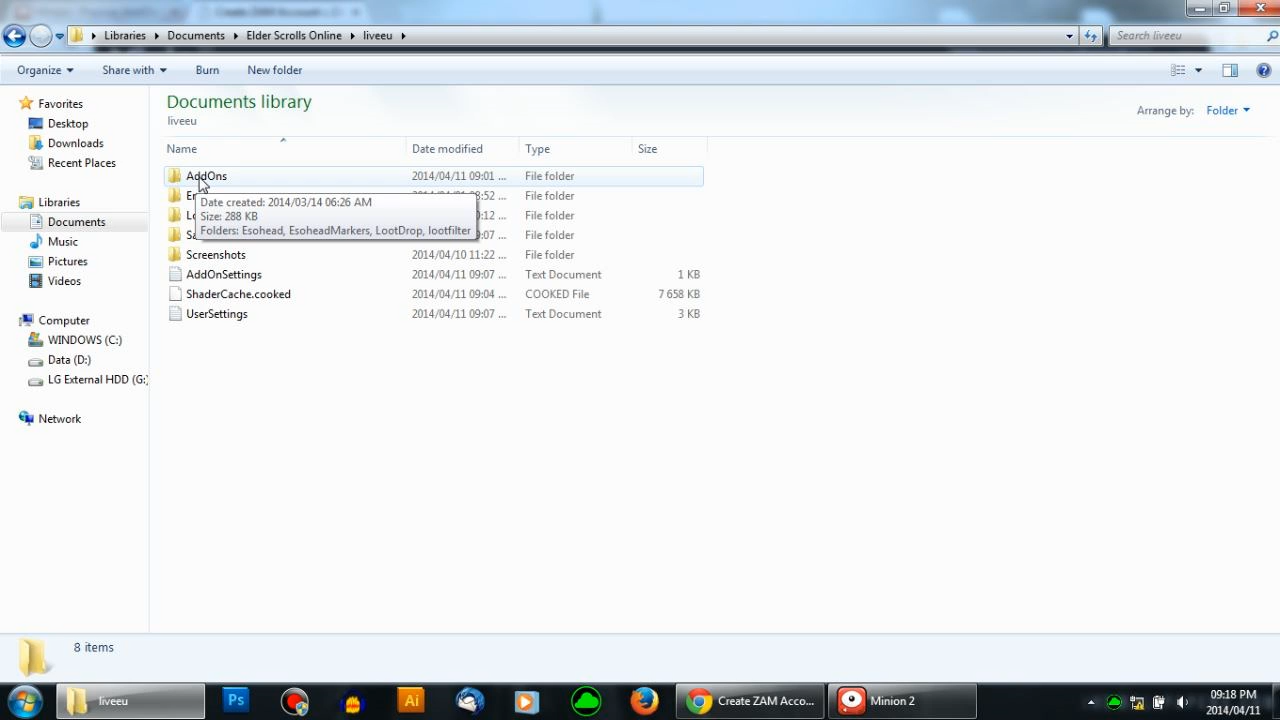 Create ZAM Account
Libraries Documents Elder Scrolls Online liveeu
Search liveeu
Organize Share with Burn New folder
Documents library
liveeu
Arrange by: Folder
Name Date modified Type Size
AddOns 2014/04/11 09:01 ... File folder
File folder
File folder
File folder
Date created: 2014/03/14 06:26 AM
Size: 288 KB
Folders: Esohead, EsoheadMarkers, LootDrop, lootfilter
Screenshots 2014/04/10 11:22 ... File folder
AddOnSettings 2014/04/11 09:07 ... Text Document 1 KB
ShaderCache.cooked 2014/04/11 09:04 ... COOKED File 7 658 KB
UserSettings 2014/04/11 09:07 ... Text Document 3 KB
Favorites
Desktop
Downloads
Recent Places
Libraries
Documents
Music
Pictures
Videos
Computer
WINDOWS (C:)
Data (D:)
LG External HDD (G:)
Network
8 items
liveeu
Ps
Ai
Create ZAM Acco...
Minion 2
09:18 PM
2014/04/11